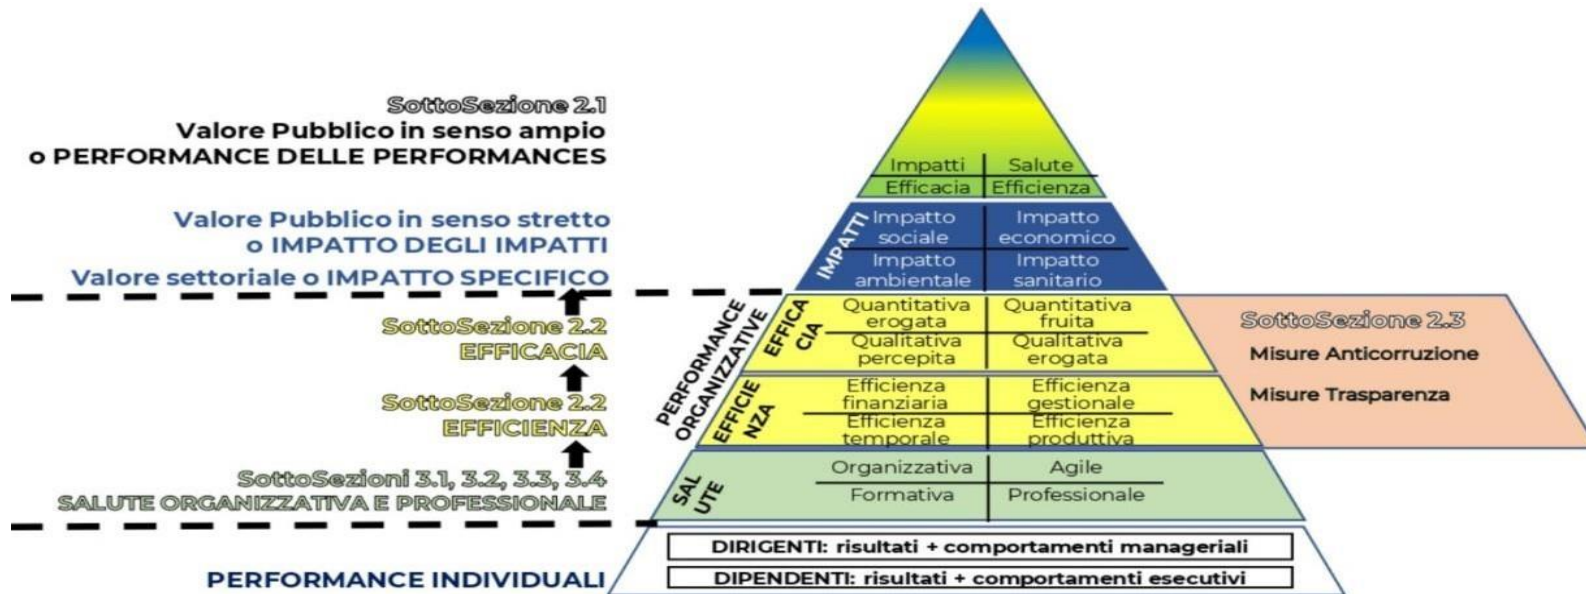 SottoSezione 2.1
Valore Pubblico in senso ampio
o PERFORMANCE DELLE PERFORMANCES
Valore Pubblico in senso stretto
o IMPATTO DEGLI IMPATTI
Valore settoriale o IMPATTO SPECIFICO
SottoSezione 2.2
EFFICACIA
SottoSezione 2.2
EFFICIENZA
SottoSezioni 3.1, 3.2, 3.3, 3.4
SALUTE ORGANIZZATIVA E PROFESSIONALE
PERFORMANCE INDIVIDUALI
Impatti Salute
Efficacia Efficienza
IMPATTI
Impatto Impatto
sociale economico
Impatto Impatto
ambientale sanitario
PERFORMANCE
ORGANIZZATIVE
EFFICA
CIA
Quantitativa Quantitativa
erogata fruita
Qualitativa Qualitativa
percepita erogata
EFFICIE
NZA
Efficienza Efficienza
finanziaria gestionale
Efficienza Efficienza
temporale produttiva
SAL
UTE
Organizzativa Agile
Formativa Professionale
DIRIGENTI: risultati + comportamenti manageriali
DIPENDENTI: risultati + comportamenti esecutivi
SottoSezione 2.3
Misure Anticorruzione
Misure Trasparenza